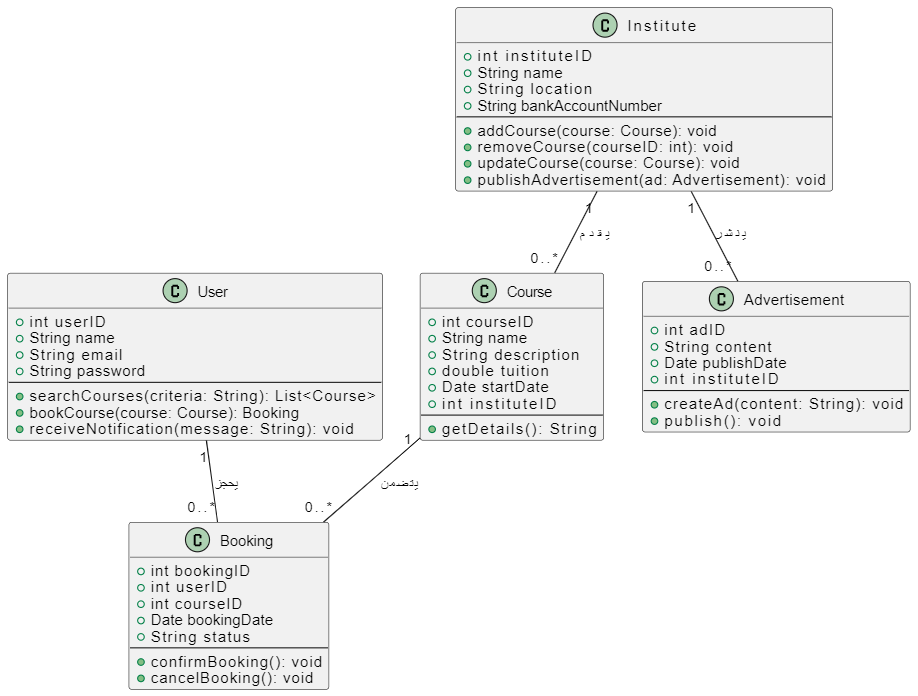 C Institute
int instituteID
String name
String location
String bankAccountNumber
addCourse(course: Course): void
removeCourse(courseID: int): void
updateCourse(course: Course): void
publishAdvertisement(ad: Advertisement): void
1
1
يقدم
ينشر
0..*
0..*
C User
int userID
String name
String email
String password
searchCourses(criteria: String): List<Course>
bookCourse(course: Course): Booking
receiveNotification(message: String): void
C Course
int courseID
String name
String description
double tuition
Date startDate
int instituteID
getDetails(): String
C Advertisement
int adID
String content
Date publishDate
int instituteID
createAd(content: String): void
publish(): void
1
1
يحجز
يتضمن
0..*
0..*
C Booking
int bookingID
int userID
int courseID
Date bookingDate
String status
confirmBooking(): void
cancelBooking(): void